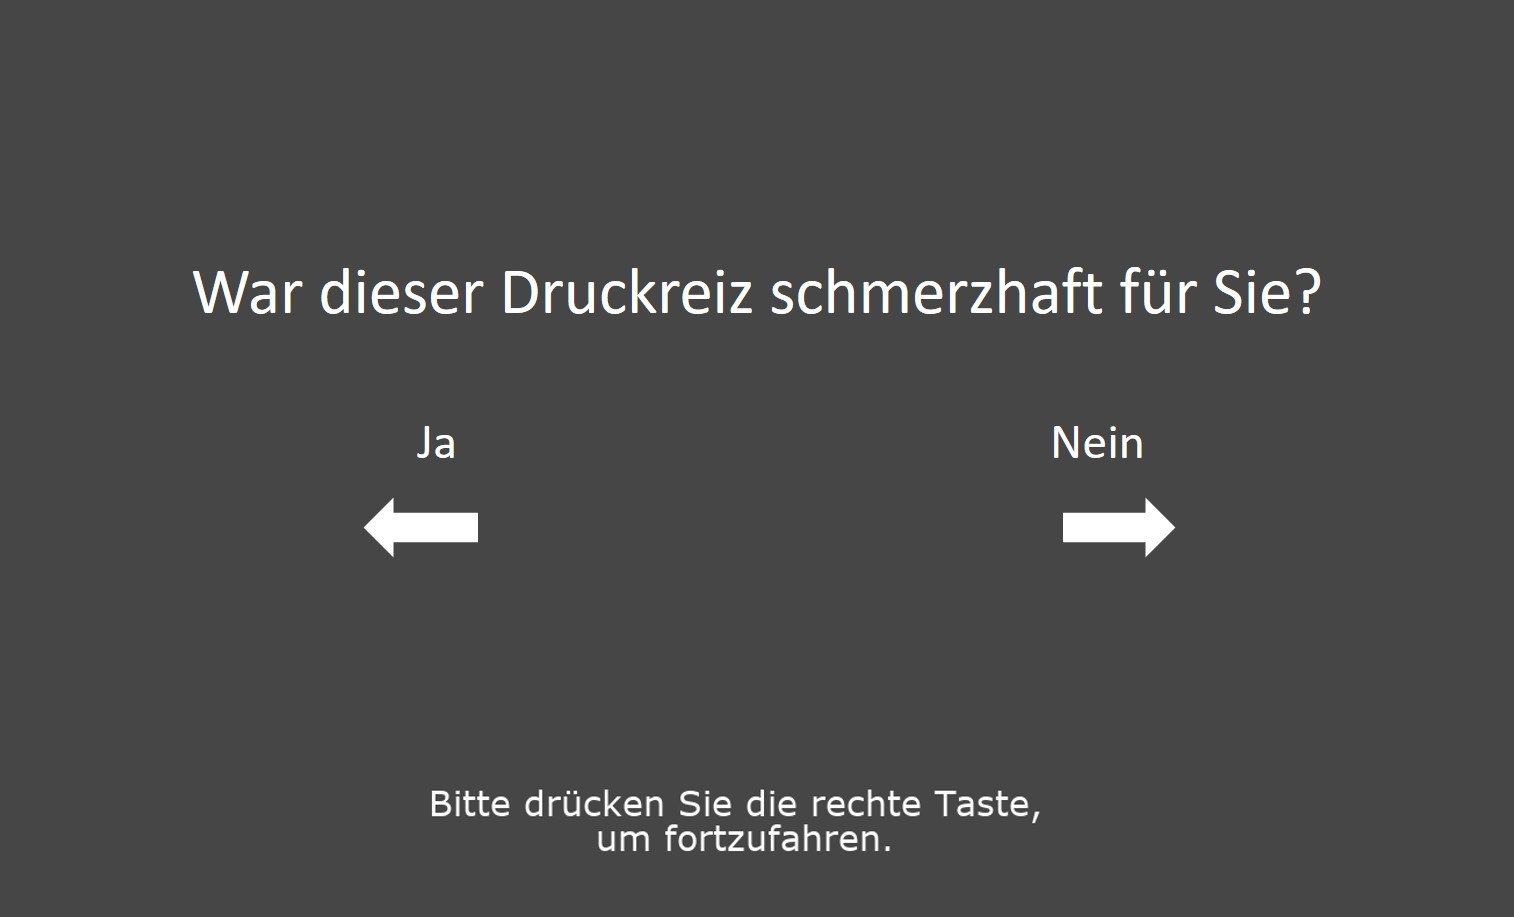 War dieser Druckreiz schmerzhaft für Sie?
Ja
Nein
Bitte drücken Sie die rechte Taste,
um fortzufahren.